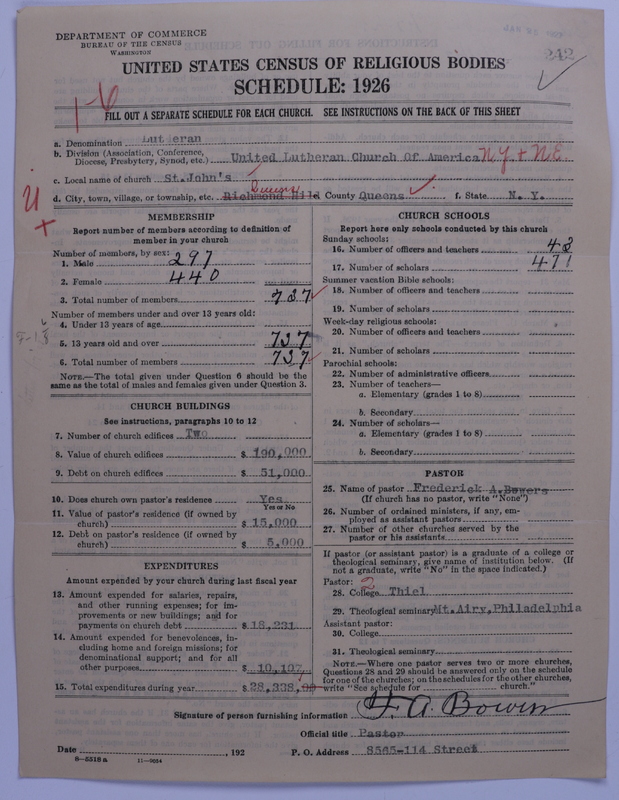 DEPARTMENT OF COMMERCE
BUREAU OF THE CENSUS
WASHINGTON
242
UNITED STATES CENSUS OF RELIGIOUS BODIES
SCHEDULE: 1926
1-6
FILL OUT A SEPARATE SCHEDULE FOR EACH CHURCH. SEE INSTRUCTIONS ON THE BACK OF THIS SHEET
a. Denomination Lutheran
b. Division (Association, Conference, Diocese, Presbytery, Synod, etc.) United Lutheran Church Of America N.Y. + N.E.
c. Local name of church St.John's
d. City, town, village, or township, etc. Richmond Hill Queens County Queens f. State N. Y.
MEMBERSHIP
Report number of members according to definition of
member in your church
Number of members, by sex:
1. Male 297
2. Female 440
3. Total number of members 737
Number of members under and over 13 years old:
4. Under 13 years of age
5. 13 years old and over 737
6. Total number of members 737
NOTE.—The total given under Question 6 should be the
same as the total of males and females given under Question 3.
CHURCH BUILDINGS
See instructions, paragraphs 10 to 12
7. Number of church edifices Two
8. Value of church edifices $ 190,000
9. Debt on church edifices $ 51,000
10. Does church own pastor's residence Yes
Yes or No
11. Value of pastor's residence (if owned by
church) $ 15,000
12. Debt on pastor's residence (if owned by
church) $ 5,000
EXPENDITURES
Amount expended by your church during last fiscal year
13. Amount expended for salaries, repairs,
and other running expenses; for im-
provements or new buildings; and for
payments on church debt $ 18,231
14. Amount expended for benevolences, in-
cluding home and foreign missions; for
denominational support; and for all
other purposes $ 10,107
15. Total expenditures during year $ 28,338,00
CHURCH SCHOOLS
Report here only schools conducted by this church
Sunday schools:
16. Number of officers and teachers 43
17. Number of scholars 471
Summer vacation Bible schools:
18. Number of officers and teachers
19. Number of scholars
Week-day religious schools:
20. Number of officers and teachers
21. Number of scholars
Parochial schools:
22. Number of administrative officers
23. Number of teachers—
a. Elementary (grades 1 to 8)
b. Secondary
24. Number of scholars—
a. Elementary (grades 1 to 8)
b. Secondary
PASTOR
25. Name of pastor Frederick A.Bowers
(If church has no pastor, write "None")
26. Number of ordained ministers, if any, em-
ployed as assistant pastors
27. Number of other churches served by the
pastor or his assistants
If pastor (or assistant pastor) is a graduate of a college or
theological seminary, give name of institution below. (If
not a graduate, write "No" in the space indicated.)
Pastor: 2
28. College Thiel
29. Theological seminary Mt.Airy,Philadelphia
Assistant pastor:
30. College
31. Theological seminary
NOTE.—Where one pastor serves two or more churches,
Questions 28 and 29 should be answered only on the schedule
for one of the churches; on the schedules for the other churches,
write "See schedule for church."
Signature of person furnishing information F. A. Bowers
Official title Pastor
Date , 192 P. O. Address 8565-114 Street
8-5518 a 11-9034